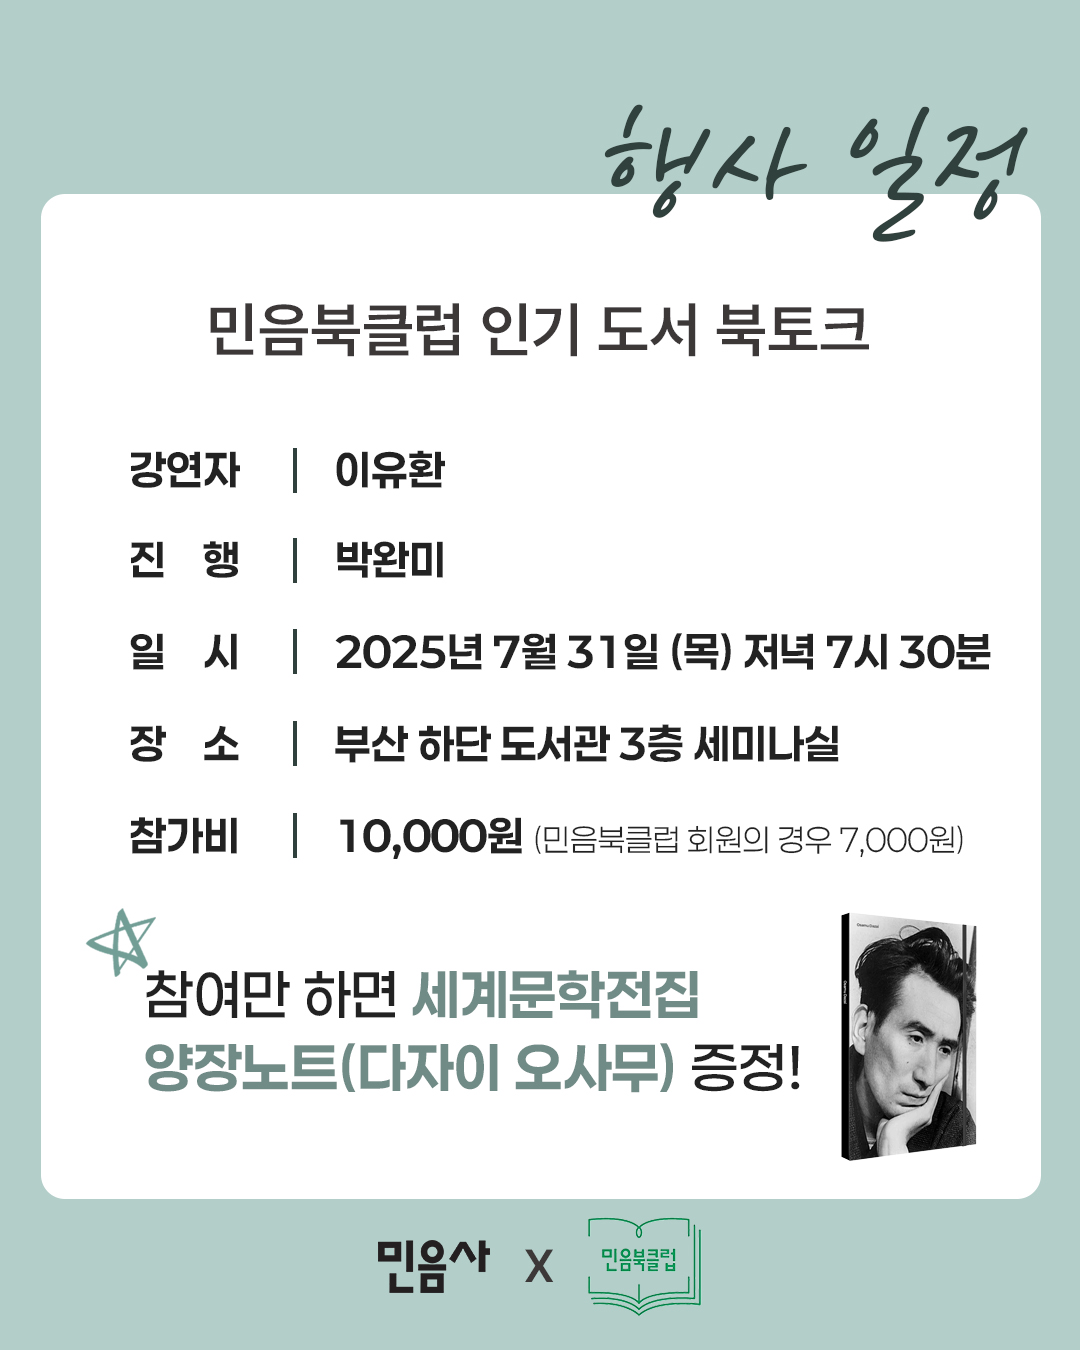 행사 일정
민음북클럽 인기 도서 북토크
강연자 | 이유환
진 행 | 박완미
일 시 | 2025년 7월 31일 (목) 저녁 7시 30분
장 소 | 부산 하단 도서관 3층 세미나실
참가비 | 10,000원 (민음북클럽 회원의 경우 7,000원)
참여만 하면 세계문학전집
양장노트(다자이 오사무) 증정!
Osamu Dazai
Osamu Dazai
민음사 X 민음북클럽